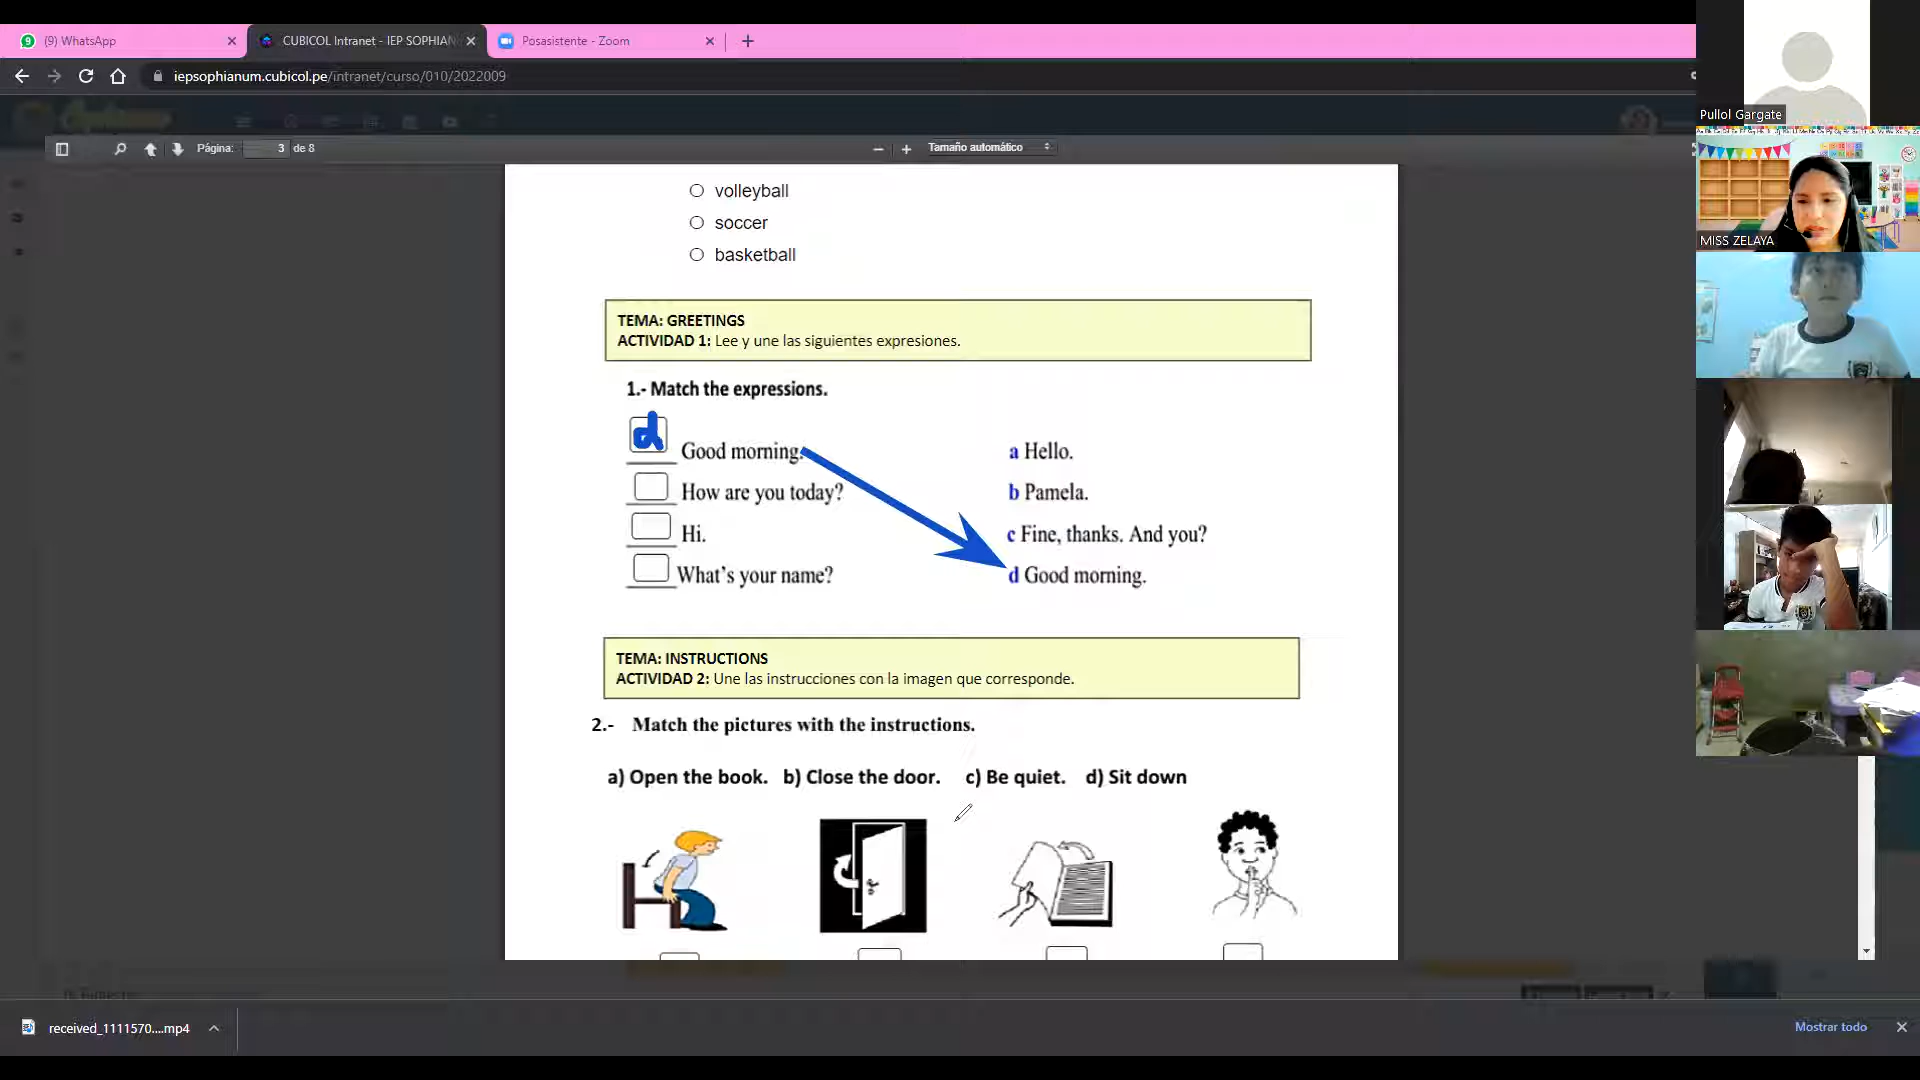 (9) WhatsApp
CUBICOL Intranet - IEP SOPHIAN
Posasistente - Zoom
iepsophianum.cubicol.pe/intranet/curso/010/2022009
Página: 3 de 8
Tamaño automático
volleyball
soccer
basketball
TEMA: GREETINGS
ACTIVIDAD 1: Lee y une las siguientes expresiones.
1.- Match the expressions.
d Good morning. a Hello.
How are you today? b Pamela.
Hi. c Fine, thanks. And you?
What's your name? d Good morning.
TEMA: INSTRUCTIONS
ACTIVIDAD 2: Une las instrucciones con la imagen que corresponde.
2.- Match the pictures with the instructions.
a) Open the book. b) Close the door. c) Be quiet. d) Sit down
Pullol Gargate
MISS ZELAYA
received_1111570....mp4
Mostrar todo